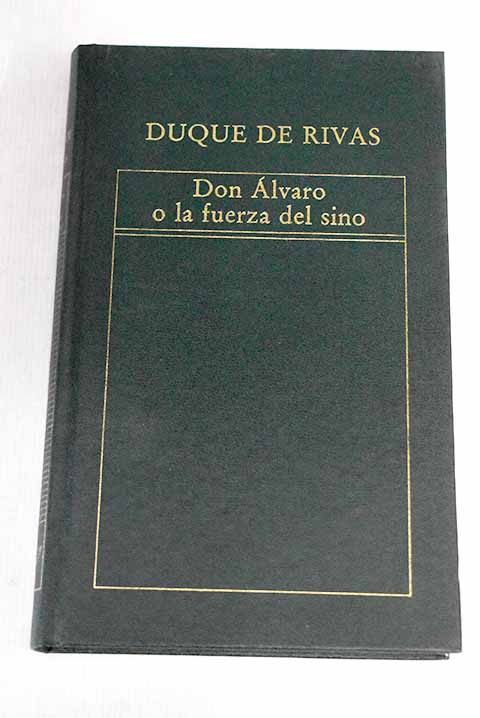 DUQUE DE RIVAS
Don Álvaro
o la fuerza del sino